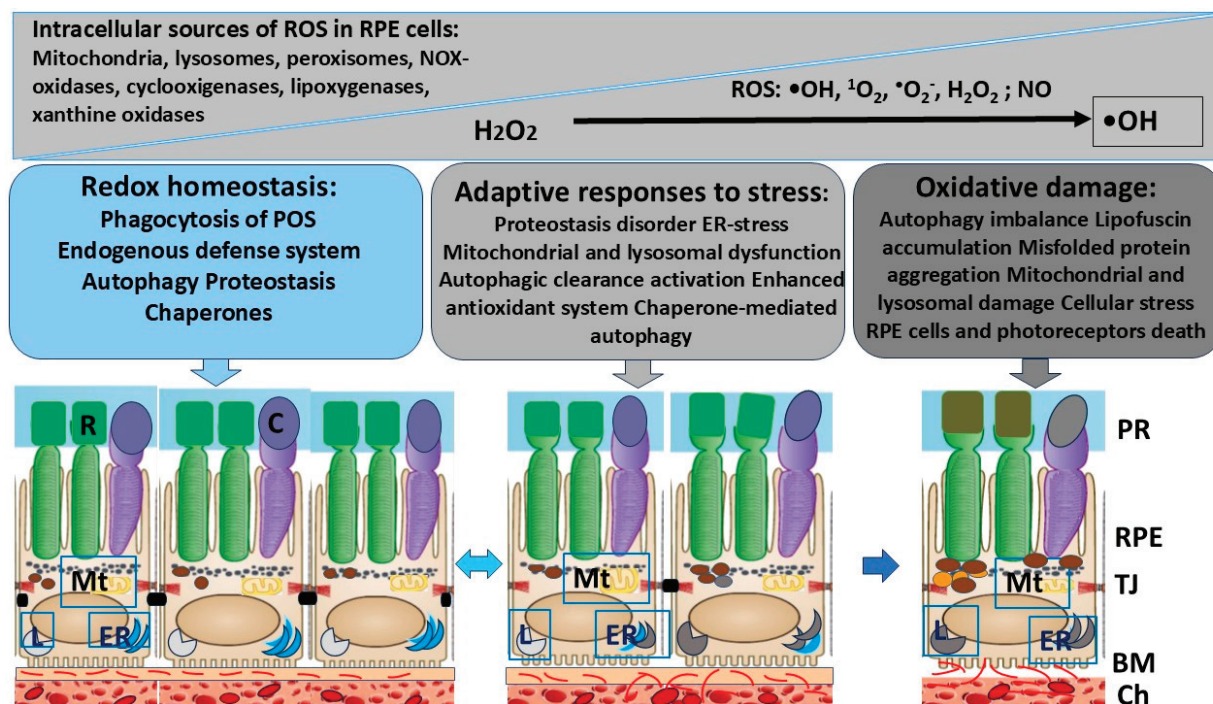 Intracellular sources of ROS in RPE cells:
Mitochondria, lysosomes, peroxisomes, NOX-
oxidases, cyclooxigenases, lipoxygenases,
xanthine oxidases
ROS: •OH, ¹O₂, •O₂⁻, H₂O₂ ; NO
H₂O₂
•OH
Redox homeostasis:
Phagocytosis of POS
Endogenous defense system
Autophagy Proteostasis
Chaperones
Adaptive responses to stress:
Proteostasis disorder ER-stress
Mitochondrial and lysosomal dysfunction
Autophagic clearance activation Enhanced
antioxidant system Chaperone-mediated
autophagy
Oxidative damage:
Autophagy imbalance Lipofuscin
accumulation Misfolded protein
aggregation Mitochondrial and
lysosomal damage Cellular stress
RPE cells and photoreceptors death
R
C
Mt
L
ER
Mt
L
ER
Mt
L
ER
PR
RPE
TJ
BM
Ch